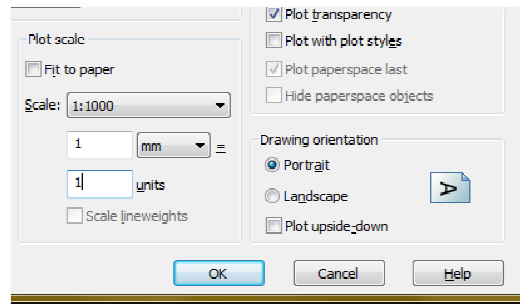 Plot transparency
Plot with plot styles
Plot paperspace last
Hide paperspace objects
Plot scale
Fit to paper
Scale: 1:1000
1 mm =
1 units
Scale lineweights
Drawing orientation
Portrait
Landscape
Plot upside-down
A
OK Cancel Help